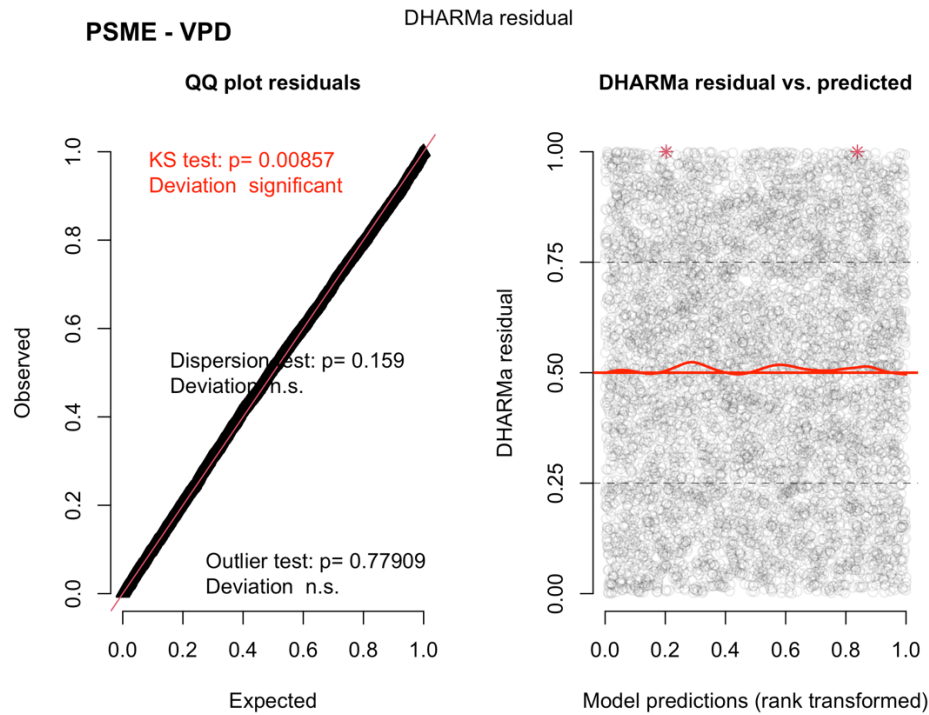 DHARMa residual
PSME - VPD
QQ plot residuals
KS test: p= 0.00857
Deviation  significant
Dispersion test: p= 0.159
Deviation  n.s.
Outlier test: p= 0.77909
Deviation  n.s.
Observed
0.0 0.2 0.4 0.6 0.8 1.0
0.0 0.2 0.4 0.6 0.8 1.0
Expected
DHARMa residual vs. predicted
DHARMa residual
0.00 0.25 0.50 0.75 1.00
0.0 0.2 0.4 0.6 0.8 1.0
Model predictions (rank transformed)